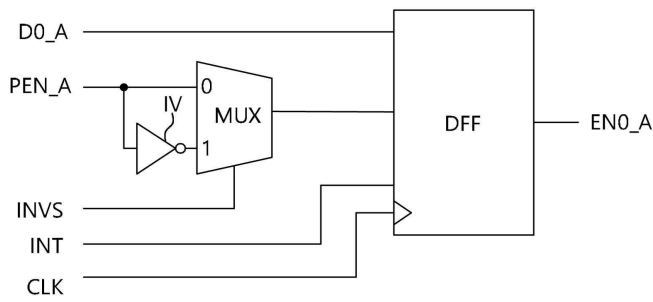 D0_A
PEN_A
IV
0
MUX
1
DFF
EN0_A
INVS
INT
CLK